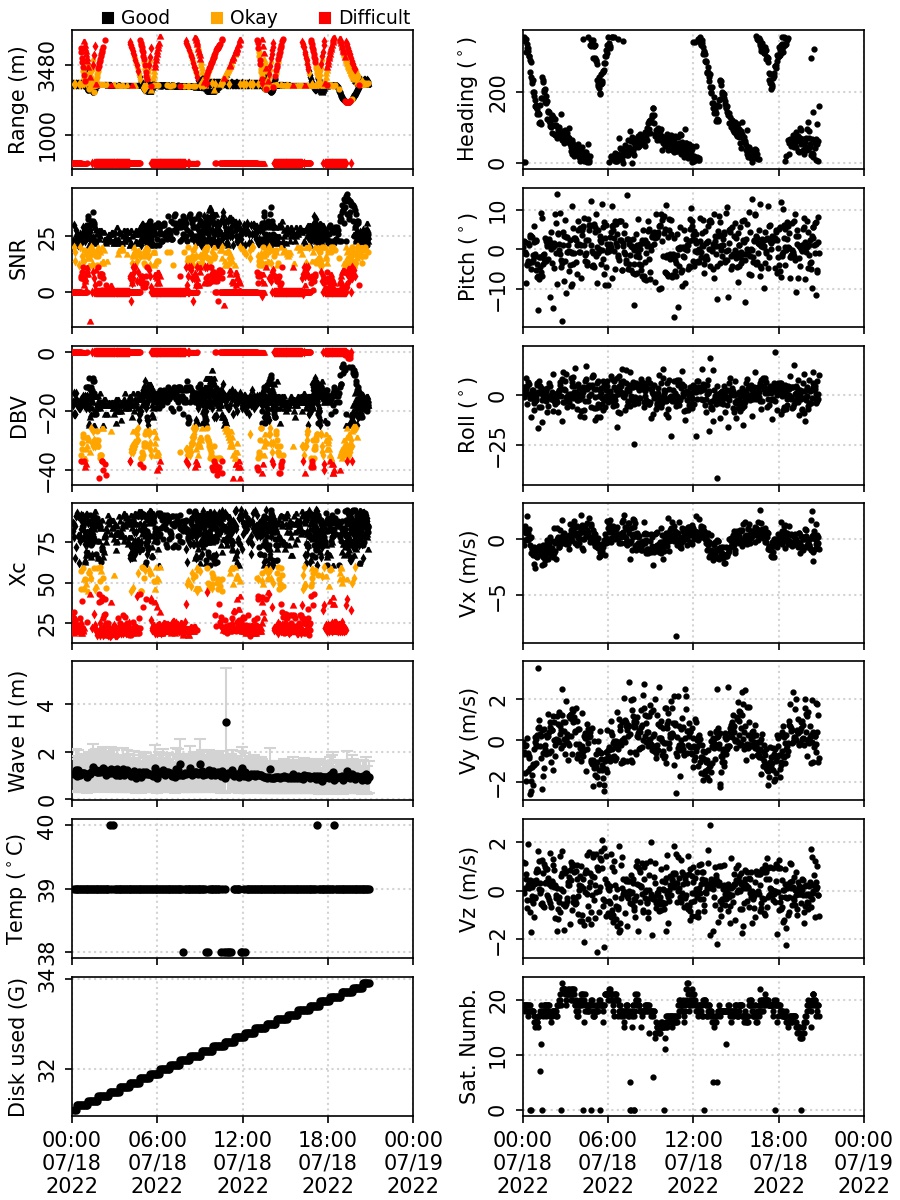 Good Okay Difficult
Range (m)
3480
1000
Heading (°)
200
0
SNR
25
0
Pitch (°)
10
0
−10
DBV
0
−20
−40
Roll (°)
0
−25
Xc
75
50
25
Vx (m/s)
0
−5
Wave H (m)
4
2
0
Vy (m/s)
2
0
−2
Temp (°C)
40
39
38
Vz (m/s)
2
0
−2
Disk used (G)
34
32
Sat. Numb.
20
10
0
00:00 06:00 12:00 18:00 00:00
07/18 07/18 07/18 07/18 07/19
2022 2022 2022 2022 2022
00:00 06:00 12:00 18:00 00:00
07/18 07/18 07/18 07/18 07/19
2022 2022 2022 2022 2022